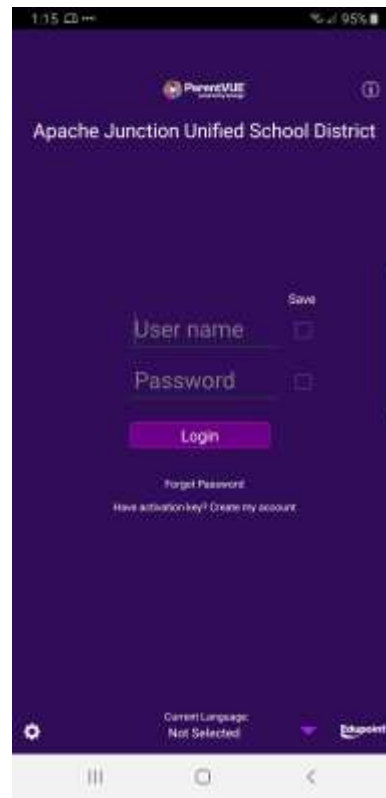 1:15
95%
ParentVUE
Apache Junction Unified School District
Save
User name
Password
Login
Forgot Password
Have activation key? Create my account
Current Language:
Not Selected
Edupoint